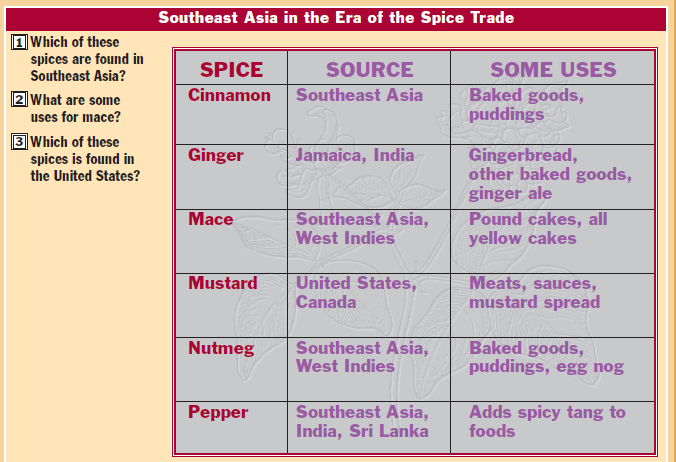 Southeast Asia in the Era of the Spice Trade
1 Which of these
spices are found in
Southeast Asia?
2 What are some
uses for mace?
3 Which of these
spices is found in
the United States?
SPICE SOURCE SOME USES
Cinnamon Southeast Asia Baked goods,
puddings
Ginger Jamaica, India Gingerbread,
other baked goods,
ginger ale
Mace Southeast Asia, Pound cakes, all
West Indies yellow cakes
Mustard United States, Meats, sauces,
Canada mustard spread
Nutmeg Southeast Asia, Baked goods,
West Indies puddings, egg nog
Pepper Southeast Asia, Adds spicy tang to
India, Sri Lanka foods